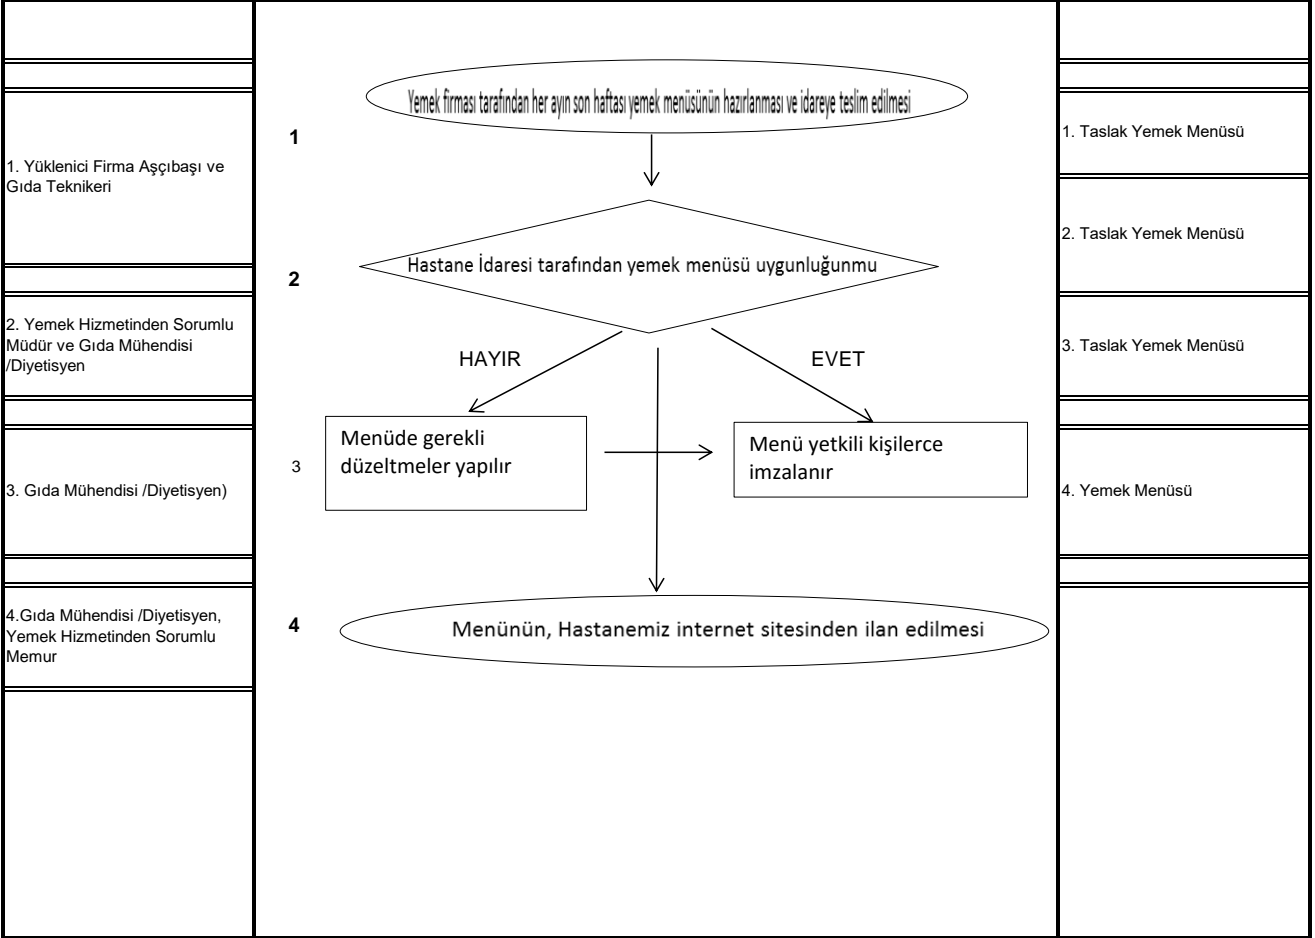 Yemek firması tarafından her ayın son haftası yemek menüsünün hazırlanması ve idareye teslim edilmesi
1
1. Taslak Yemek Menüsü
1. Yüklenici Firma Aşçıbaşı ve
Gıda Teknikeri
2. Taslak Yemek Menüsü
Hastane İdaresi tarafından yemek menüsü uygunluğunmu
2
2. Yemek Hizmetinden Sorumlu
Müdür ve Gıda Mühendisi
/Diyetisyen
3. Taslak Yemek Menüsü
HAYIR
EVET
Menüde gerekli
düzeltmeler yapılır
Menü yetkili kişilerce
imzalanır
3
3. Gıda Mühendisi /Diyetisyen)
4. Yemek Menüsü
4.Gıda Mühendisi /Diyetisyen,
Yemek Hizmetinden Sorumlu
Memur
4
Menünün, Hastanemiz internet sitesinden ilan edilmesi